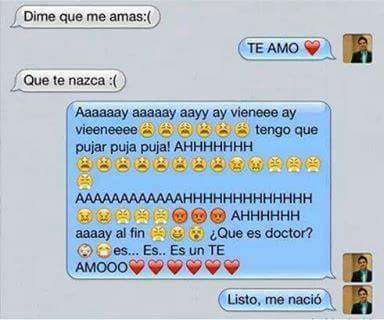 Dime que me amas:(
TE AMO ❤
Que te nazca :(
Aaaaaay aaaaay aayy ay vieneee ay
vieeneeee😩😩😩😩😩😩 tengo que
pujar puja puja! AHHHHHHH
😩😩😩😩😩😩😩😖😖😤😤😤
😤
AAAAAAAAAAAAHHHHHHHHHHHHH
😖😖😤😤😡😡😡 AHHHHHH
aaaay al fin 😤😆😵 ¿Que es doctor?
😲😷es... Es.. Es un TE
AMOOO❤❤❤❤❤❤
Listo, me nació